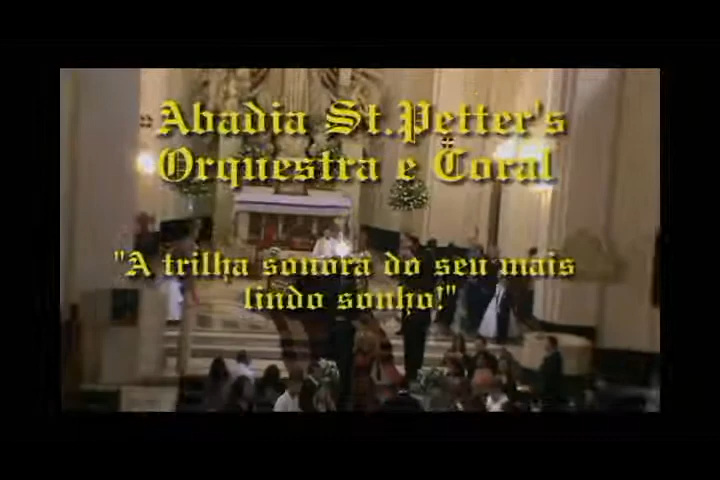 Abadia St.Petter's
Orquestra e Coral
"A trilha sonora do seu mais
lindo sonho!"